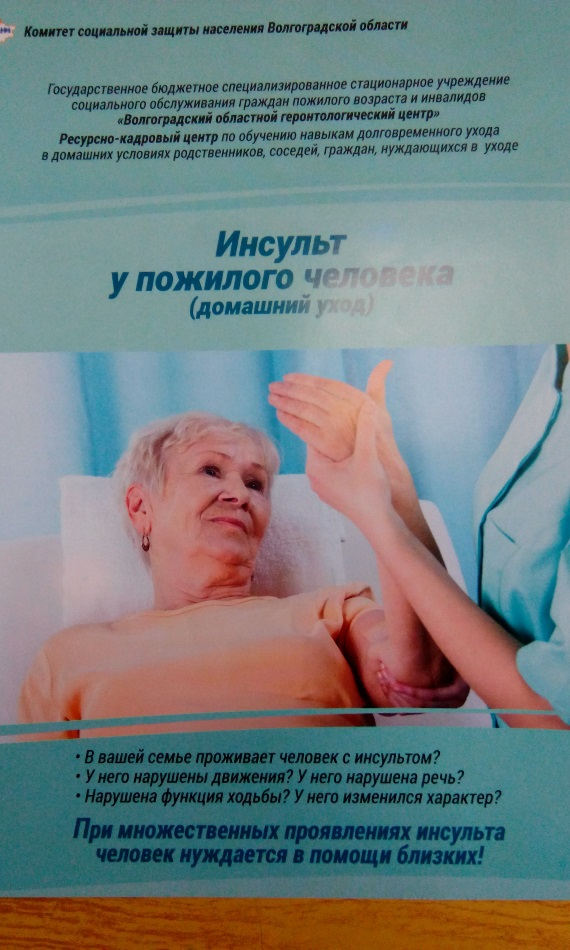 Комитет социальной защиты населения Волгоградской области
Государственное бюджетное специализированное стационарное учреждение
социального обслуживания граждан пожилого возраста и инвалидов
«Волгоградский областной геронтологический центр»
Ресурсно-кадровый центр по обучению навыкам долговременного ухода
в домашних условиях родственников, соседей, граждан, нуждающихся в уходе
Инсульт
у пожилого человека
(домашний уход)
• В вашей семье проживает человек с инсультом?
• У него нарушены движения? У него нарушена речь?
• Нарушена функция ходьбы? У него изменился характер?
При множественных проявлениях инсульта
человек нуждается в помощи близких!